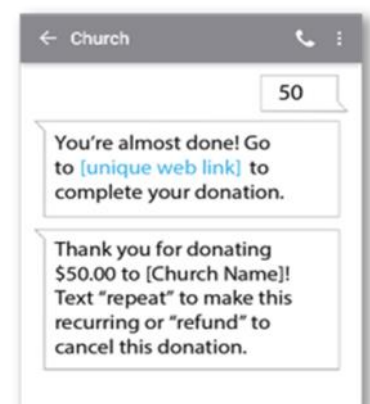 Church
50
You're almost done! Go
to [unique web link] to
complete your donation.
Thank you for donating
$50.00 to [Church Name]!
Text “repeat” to make this
recurring or “refund” to
cancel this donation.